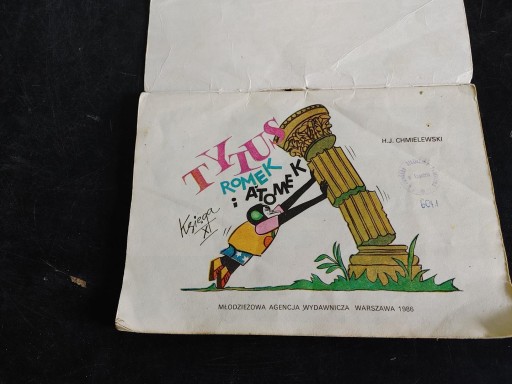 TYTUS
ROMEK
i ATOMEK
H.J. CHMIELEWSKI
Księga
XI
MŁODZIEŻOWA AGENCJA WYDAWNICZA WARSZAWA 1986